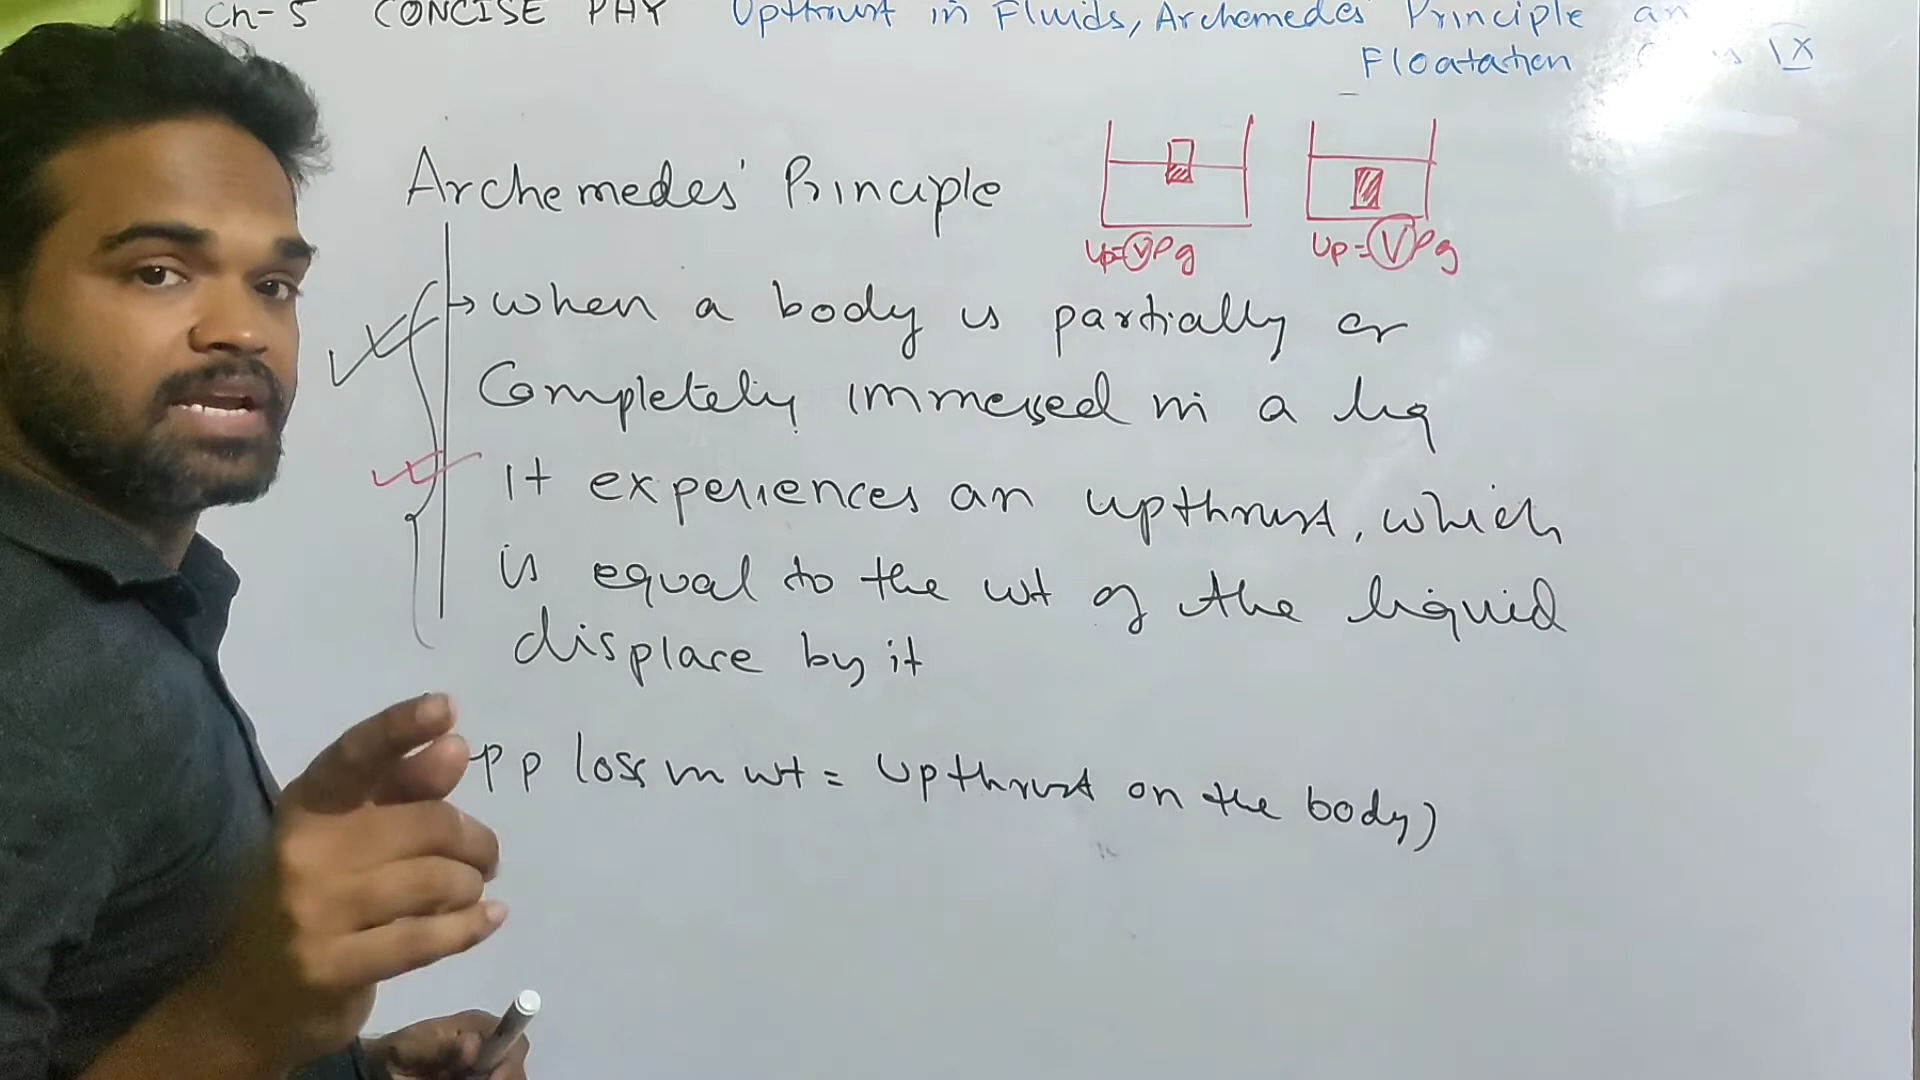 Ch-5 CONCISE PHY Upthrust in Fluids, Archemedes' Principle an
Floatation IX
Archemedes' Principle
Up=vρg
Up=Vρg
→ when a body is partially or
Completely immersed in a liq
It experiences an upthrust, which
is equal to the wt of the liquid
displace by it
pp loss in wt = Upthrust on the body)